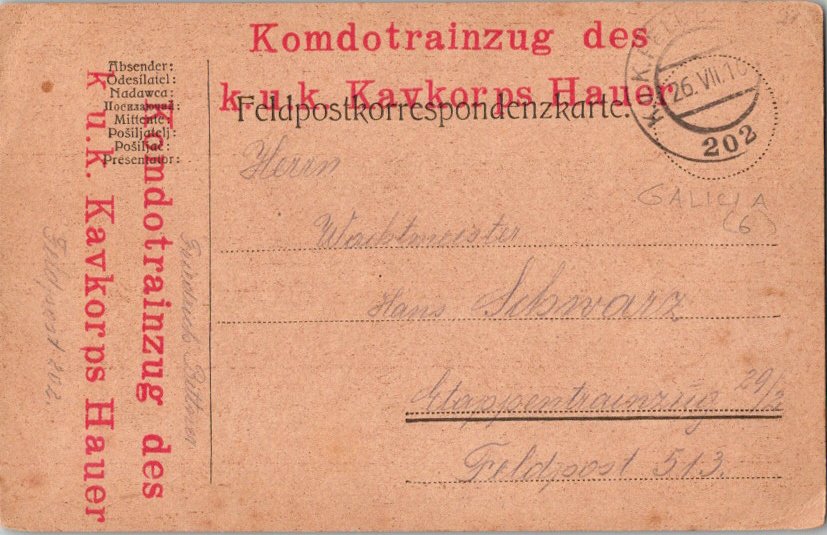 Komdotrainzug des
k. u. k. Kavkorps Hauer
Feldpostkorrespondenzkarte.
26. VII. 16
202
GALICIA
(6)
Absender:
Odesílatel:
Nadawca:
Mittente:
Pošiljatelj:
Pošiljač:
Presentator:
Komdotrainzug des
k. u. k. Kavkorps Hauer
Friedrich
Feldpost 202
Herrn
Wachtmeister
Hans Schwarz
Etappentrainzug 29/2
Feldpost 513.